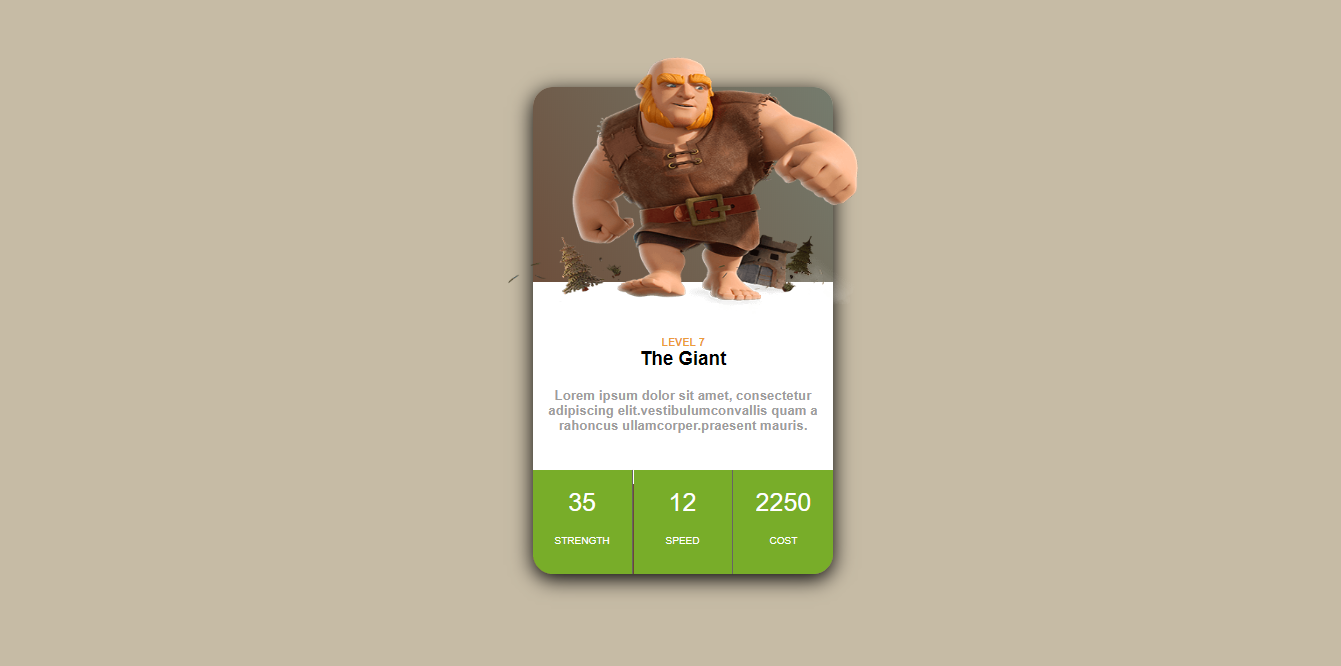 LEVEL 7
The Giant
Lorem ipsum dolor sit amet, consectetur
adipiscing elit.vestibulumconvallis quam a
rahoncus ullamcorper.praesent mauris.
35 12 2250
STRENGTH SPEED COST